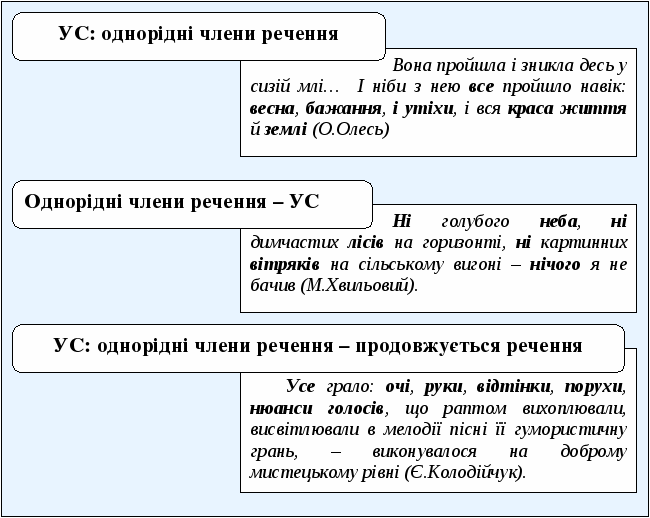 УС: однорідні члени речення
Вона пройшла і зникла десь у
сизій млі… І ніби з нею все пройшло навік:
весна, бажання, і утіхи, і вся краса життя
й землі (О.Олесь)
Однорідні члени речення – УС
Ні голубого неба, ні
димчастих лісів на горизонті, ні картинних
вітряків на сільському вигоні – нічого я не
бачив (М.Хвильовий).
УС: однорідні члени речення – продовжується речення
Усе грало: очі, руки, відтінки, порухи,
нюанси голосів, що раптом вихоплювали,
висвітлювали в мелодії пісні її гумористичну
грань, – виконувалося на доброму
мистецькому рівні (Є.Колодійчук).